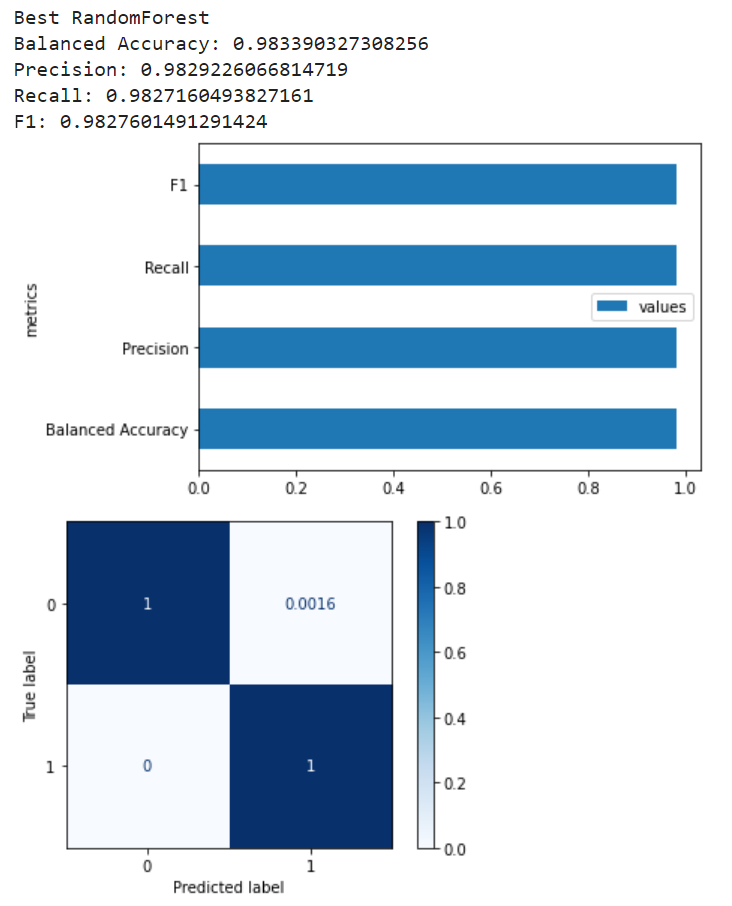 Best RandomForest
Balanced Accuracy: 0.983390327308256
Precision: 0.9829226066814719
Recall: 0.9827160493827161
F1: 0.9827601491291424
F1
Recall
metrics
values
Precision
Balanced Accuracy
0.0 0.2 0.4 0.6 0.8 1.0
1.0
0.8
0.6
0.4
0.2
0.0
True label
0 1 0.0016
1 0 1
0 1
Predicted label